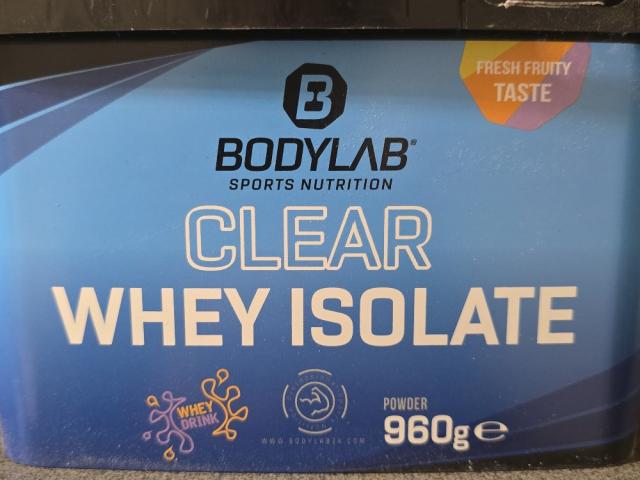 FRESH FRUITY
TASTE
B
BODYLAB®
SPORTS NUTRITION
CLEAR
WHEY ISOLATE
WHEY
DRINK
WWW.BODYLAB24.COM
POWDER
960g ℮